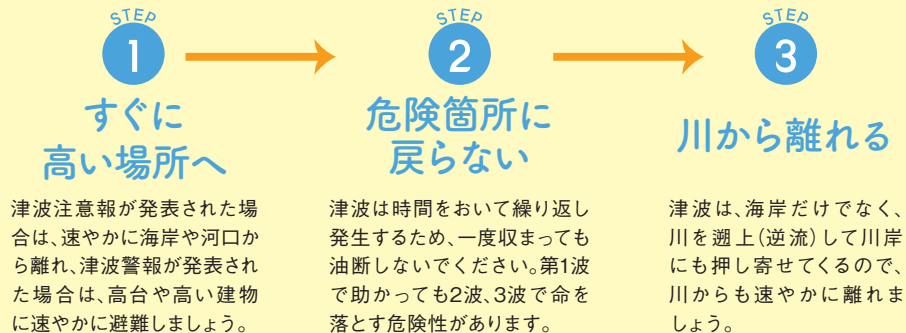 STEP
1
すぐに
高い場所へ
津波注意報が発表された場
合は、速やかに海岸や河口か
ら離れ、津波警報が発表され
た場合は、高台や高い建物
に速やかに避難しましょう。
STEP
2
危険箇所に
戻らない
津波は時間をおいて繰り返し
発生するため、一度収まっても
油断しないでください。第1波
で助かっても2波、3波で命を
落とす危険性があります。
STEP
3
川から離れる
津波は、海岸だけでなく、
川を遡上(逆流)して川岸
にも押し寄せてくるので、
川からも速やかに離れま
しょう。